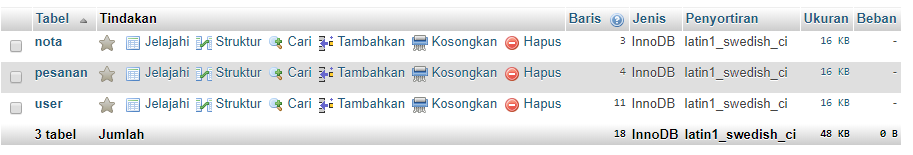 Tabel Tindakan Baris Jenis Penyortiran Ukuran Beban
nota Jelajahi Struktur Cari Tambahkan Kosongkan Hapus 3 InnoDB latin1_swedish_ci 16 KB -
pesanan Jelajahi Struktur Cari Tambahkan Kosongkan Hapus 4 InnoDB latin1_swedish_ci 16 KB -
user Jelajahi Struktur Cari Tambahkan Kosongkan Hapus 11 InnoDB latin1_swedish_ci 16 KB -
3 tabel Jumlah 18 InnoDB latin1_swedish_ci 48 KB 0 B